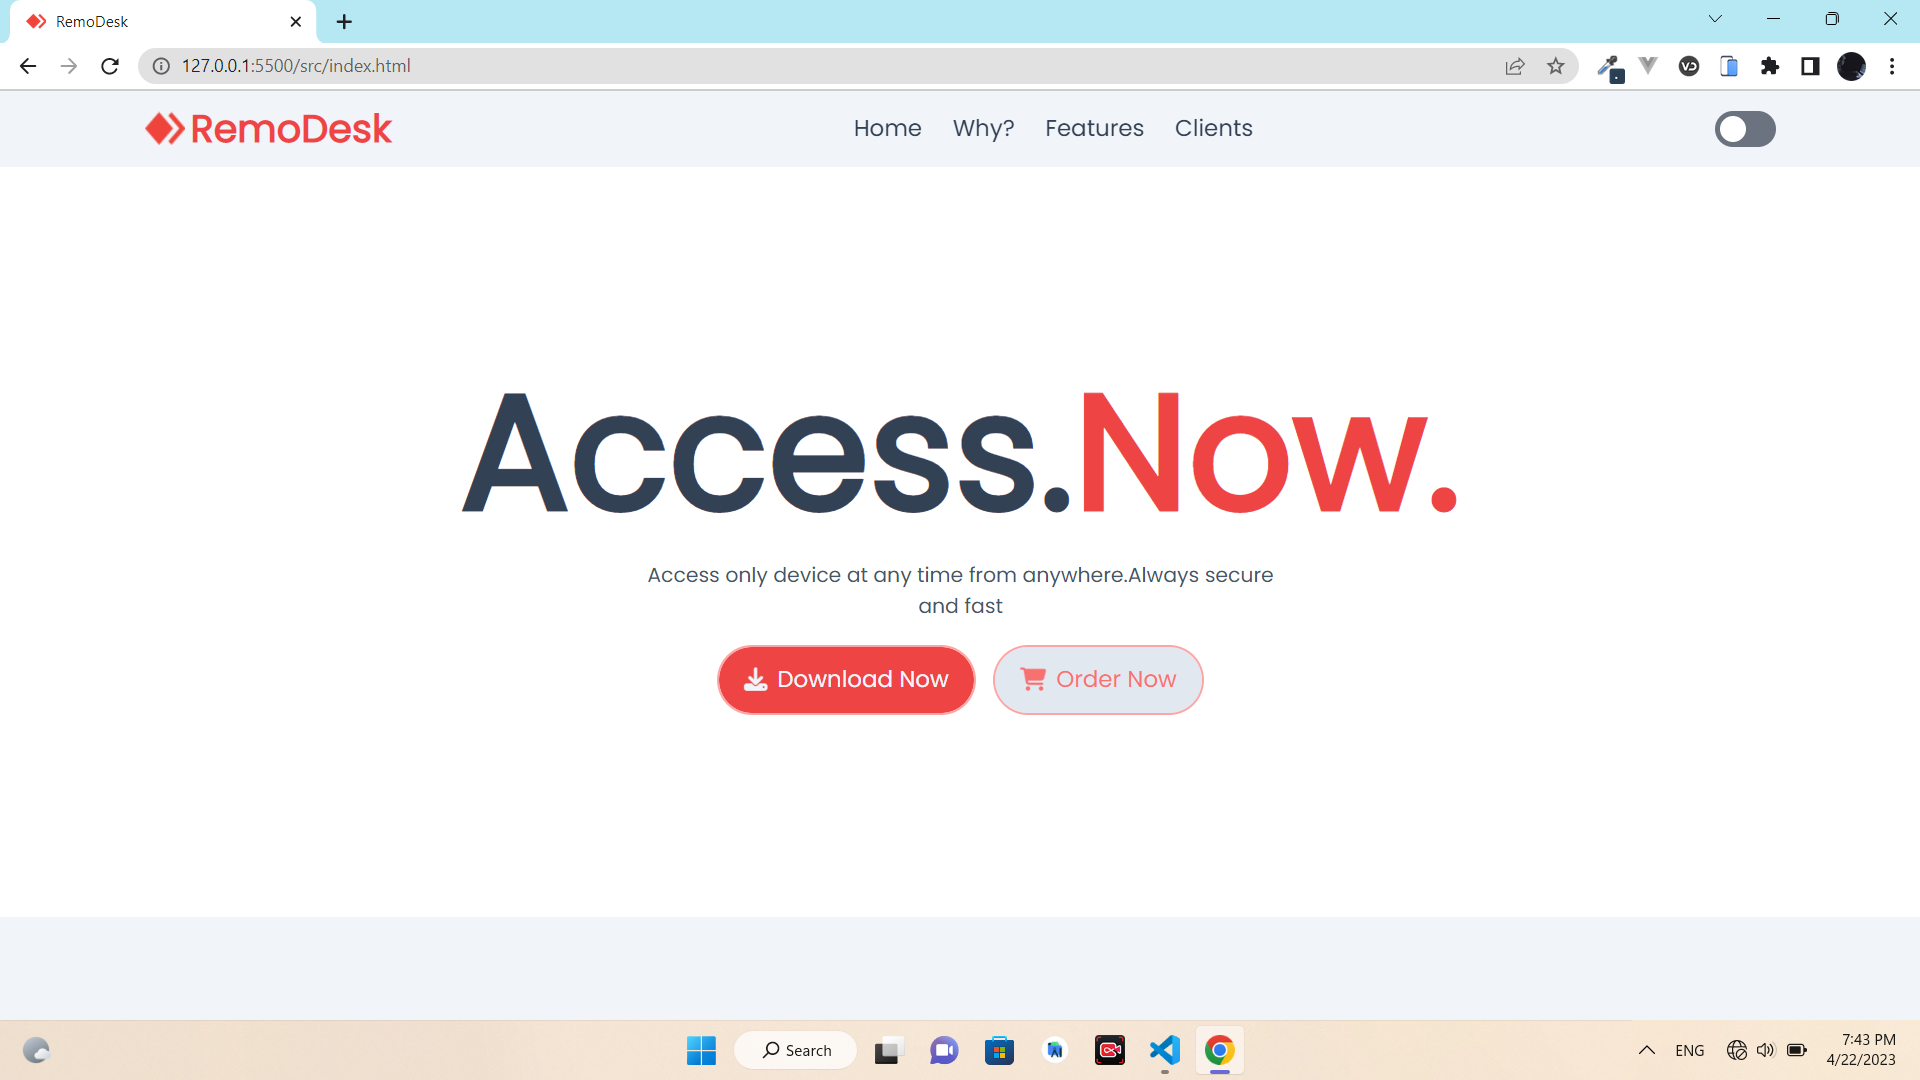 RemoDesk
127.0.0.1:5500/src/index.html
RemoDesk
Home Why? Features Clients
Access.Now.
Access only device at any time from anywhere.Always secure
and fast
Download Now Order Now
Search
ENG
7:43 PM
4/22/2023